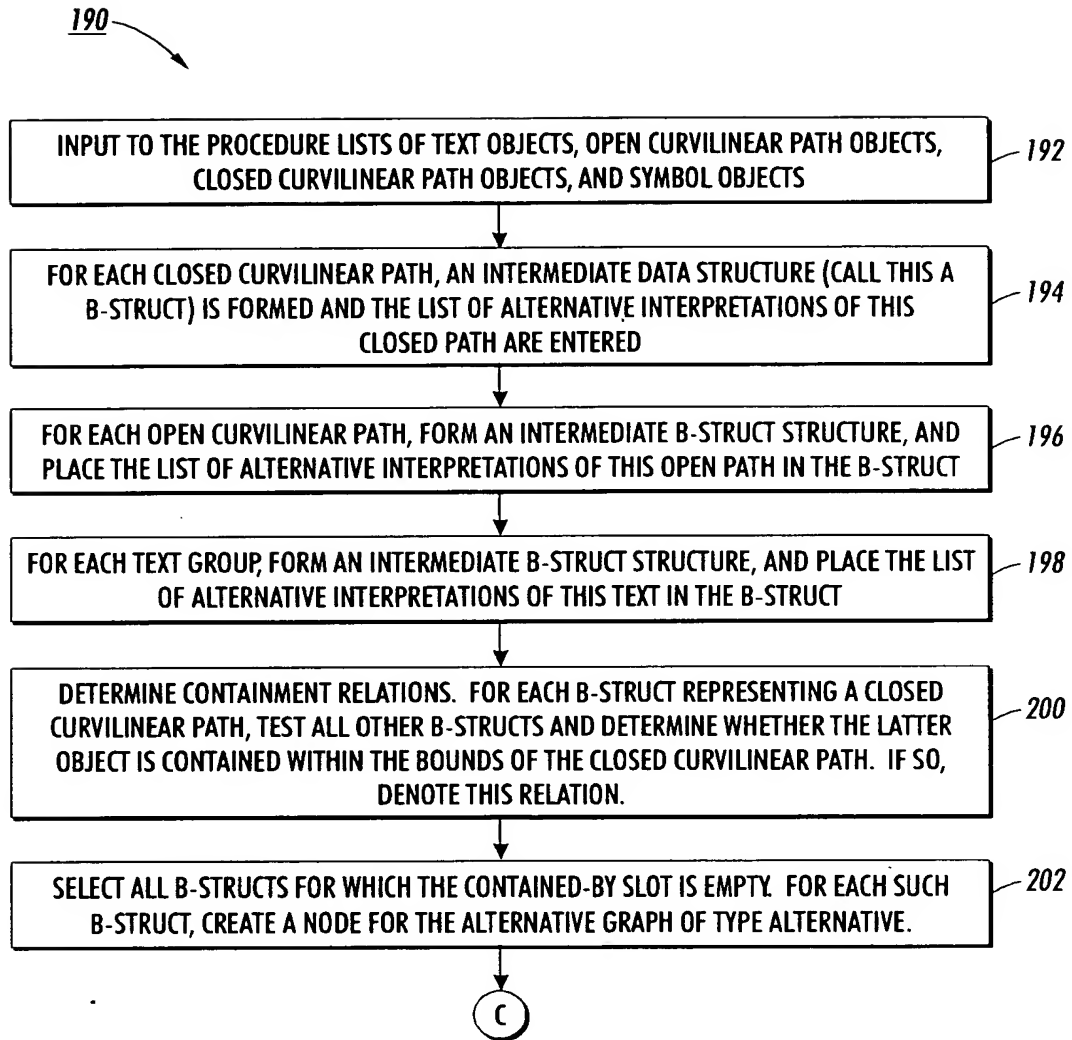 190
INPUT TO THE PROCEDURE LISTS OF TEXT OBJECTS, OPEN CURVILINEAR PATH OBJECTS,
CLOSED CURVILINEAR PATH OBJECTS, AND SYMBOL OBJECTS
192
FOR EACH CLOSED CURVILINEAR PATH, AN INTERMEDIATE DATA STRUCTURE (CALL THIS A
B-STRUCT) IS FORMED AND THE LIST OF ALTERNATIVE INTERPRETATIONS OF THIS
CLOSED PATH ARE ENTERED
194
FOR EACH OPEN CURVILINEAR PATH, FORM AN INTERMEDIATE B-STRUCT STRUCTURE, AND
PLACE THE LIST OF ALTERNATIVE INTERPRETATIONS OF THIS OPEN PATH IN THE B-STRUCT
196
FOR EACH TEXT GROUP, FORM AN INTERMEDIATE B-STRUCT STRUCTURE, AND PLACE THE LIST
OF ALTERNATIVE INTERPRETATIONS OF THIS TEXT IN THE B-STRUCT
198
DETERMINE CONTAINMENT RELATIONS. FOR EACH B-STRUCT REPRESENTING A CLOSED
CURVILINEAR PATH, TEST ALL OTHER B-STRUCTS AND DETERMINE WHETHER THE LATTER
OBJECT IS CONTAINED WITHIN THE BOUNDS OF THE CLOSED CURVILINEAR PATH. IF SO,
DENOTE THIS RELATION.
200
SELECT ALL B-STRUCTS FOR WHICH THE CONTAINED-BY SLOT IS EMPTY. FOR EACH SUCH
B-STRUCT, CREATE A NODE FOR THE ALTERNATIVE GRAPH OF TYPE ALTERNATIVE.
202
C